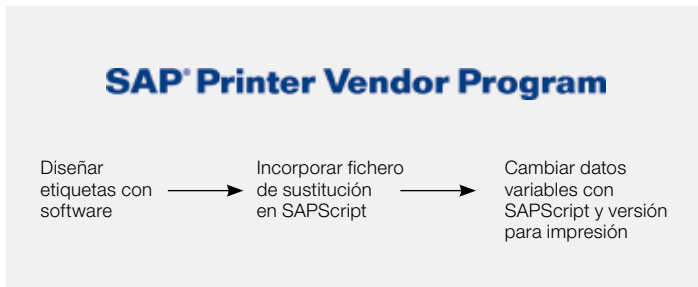 SAP® Printer Vendor Program
Diseñar
etiquetas con
software
Incorporar fichero
de sustitución
en SAPScript
Cambiar datos
variables con
SAPScript y versión
para impresión